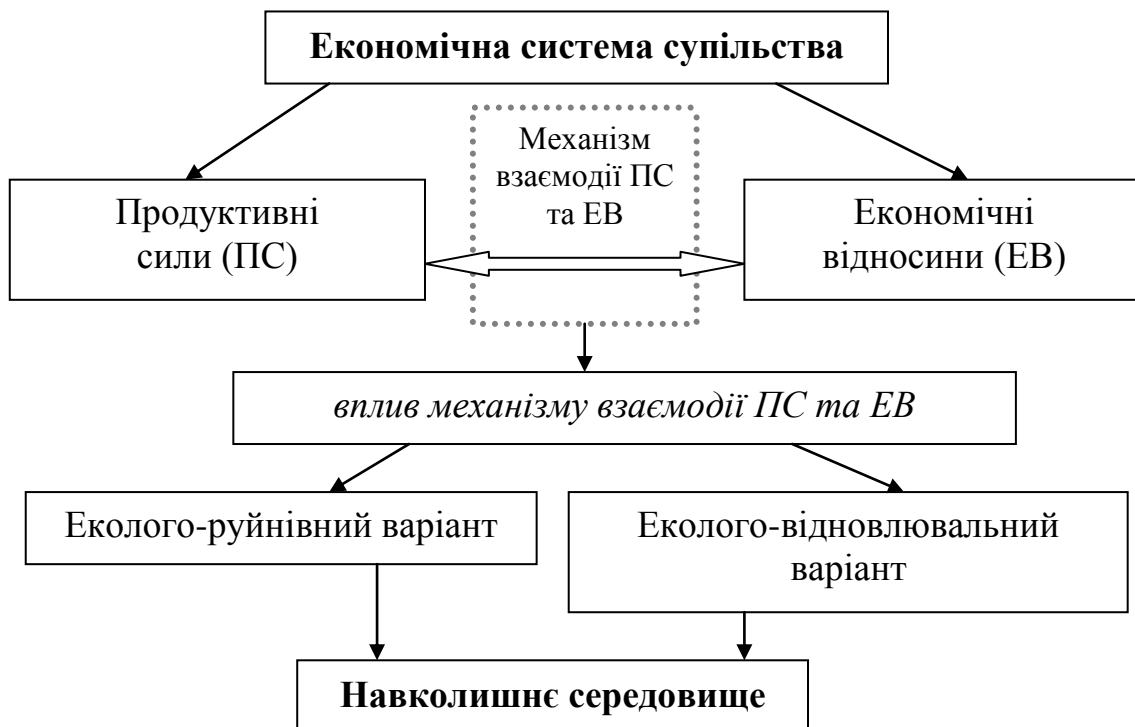 Економічна система супільства
Механізм
взаємодії ПС
та ЕВ
Продуктивні
сили (ПС)
Економічні
відносини (ЕВ)
вплив механізму взаємодії ПС та ЕВ
Еколого-руйнівний варіант
Еколого-відновлювальний
варіант
Навколишнє середовище